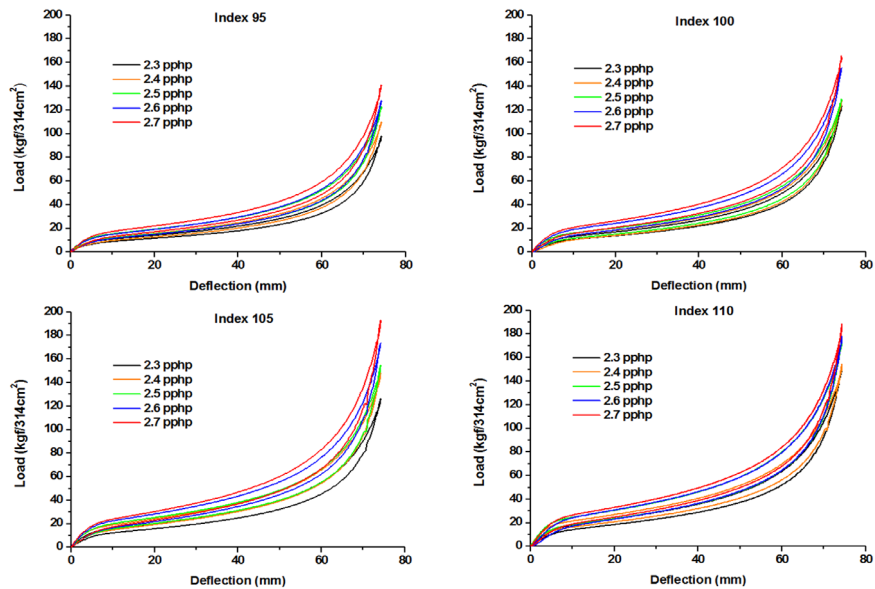 Index 95
Load (kgf/314cm²)
200
180
160
140
120
100
80
60
40
20
0
2.3 pphp
2.4 pphp
2.5 pphp
2.6 pphp
2.7 pphp
0 20 40 60 80
Deflection (mm)
Index 100
Load (kgf/314cm²)
200
180
160
140
120
100
80
60
40
20
0
2.3 pphp
2.4 pphp
2.5 pphp
2.6 pphp
2.7 pphp
0 20 40 60 80
Deflection (mm)
Index 105
Load (kgf/314cm²)
200
180
160
140
120
100
80
60
40
20
0
2.3 pphp
2.4 pphp
2.5 pphp
2.6 pphp
2.7 pphp
0 20 40 60 80
Deflection (mm)
Index 110
Load (kgf/314cm²)
200
180
160
140
120
100
80
60
40
20
0
2.3 pphp
2.4 pphp
2.5 pphp
2.6 pphp
2.7 pphp
0 20 40 60 80
Deflection (mm)